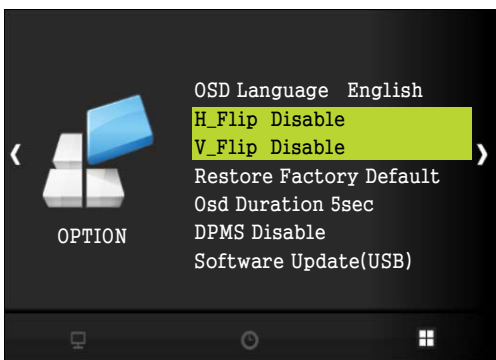 OSD Language English
H_Flip Disable
V_Flip Disable
Restore Factory Default
Osd Duration 5sec
DPMS Disable
Software Update(USB)
OPTION